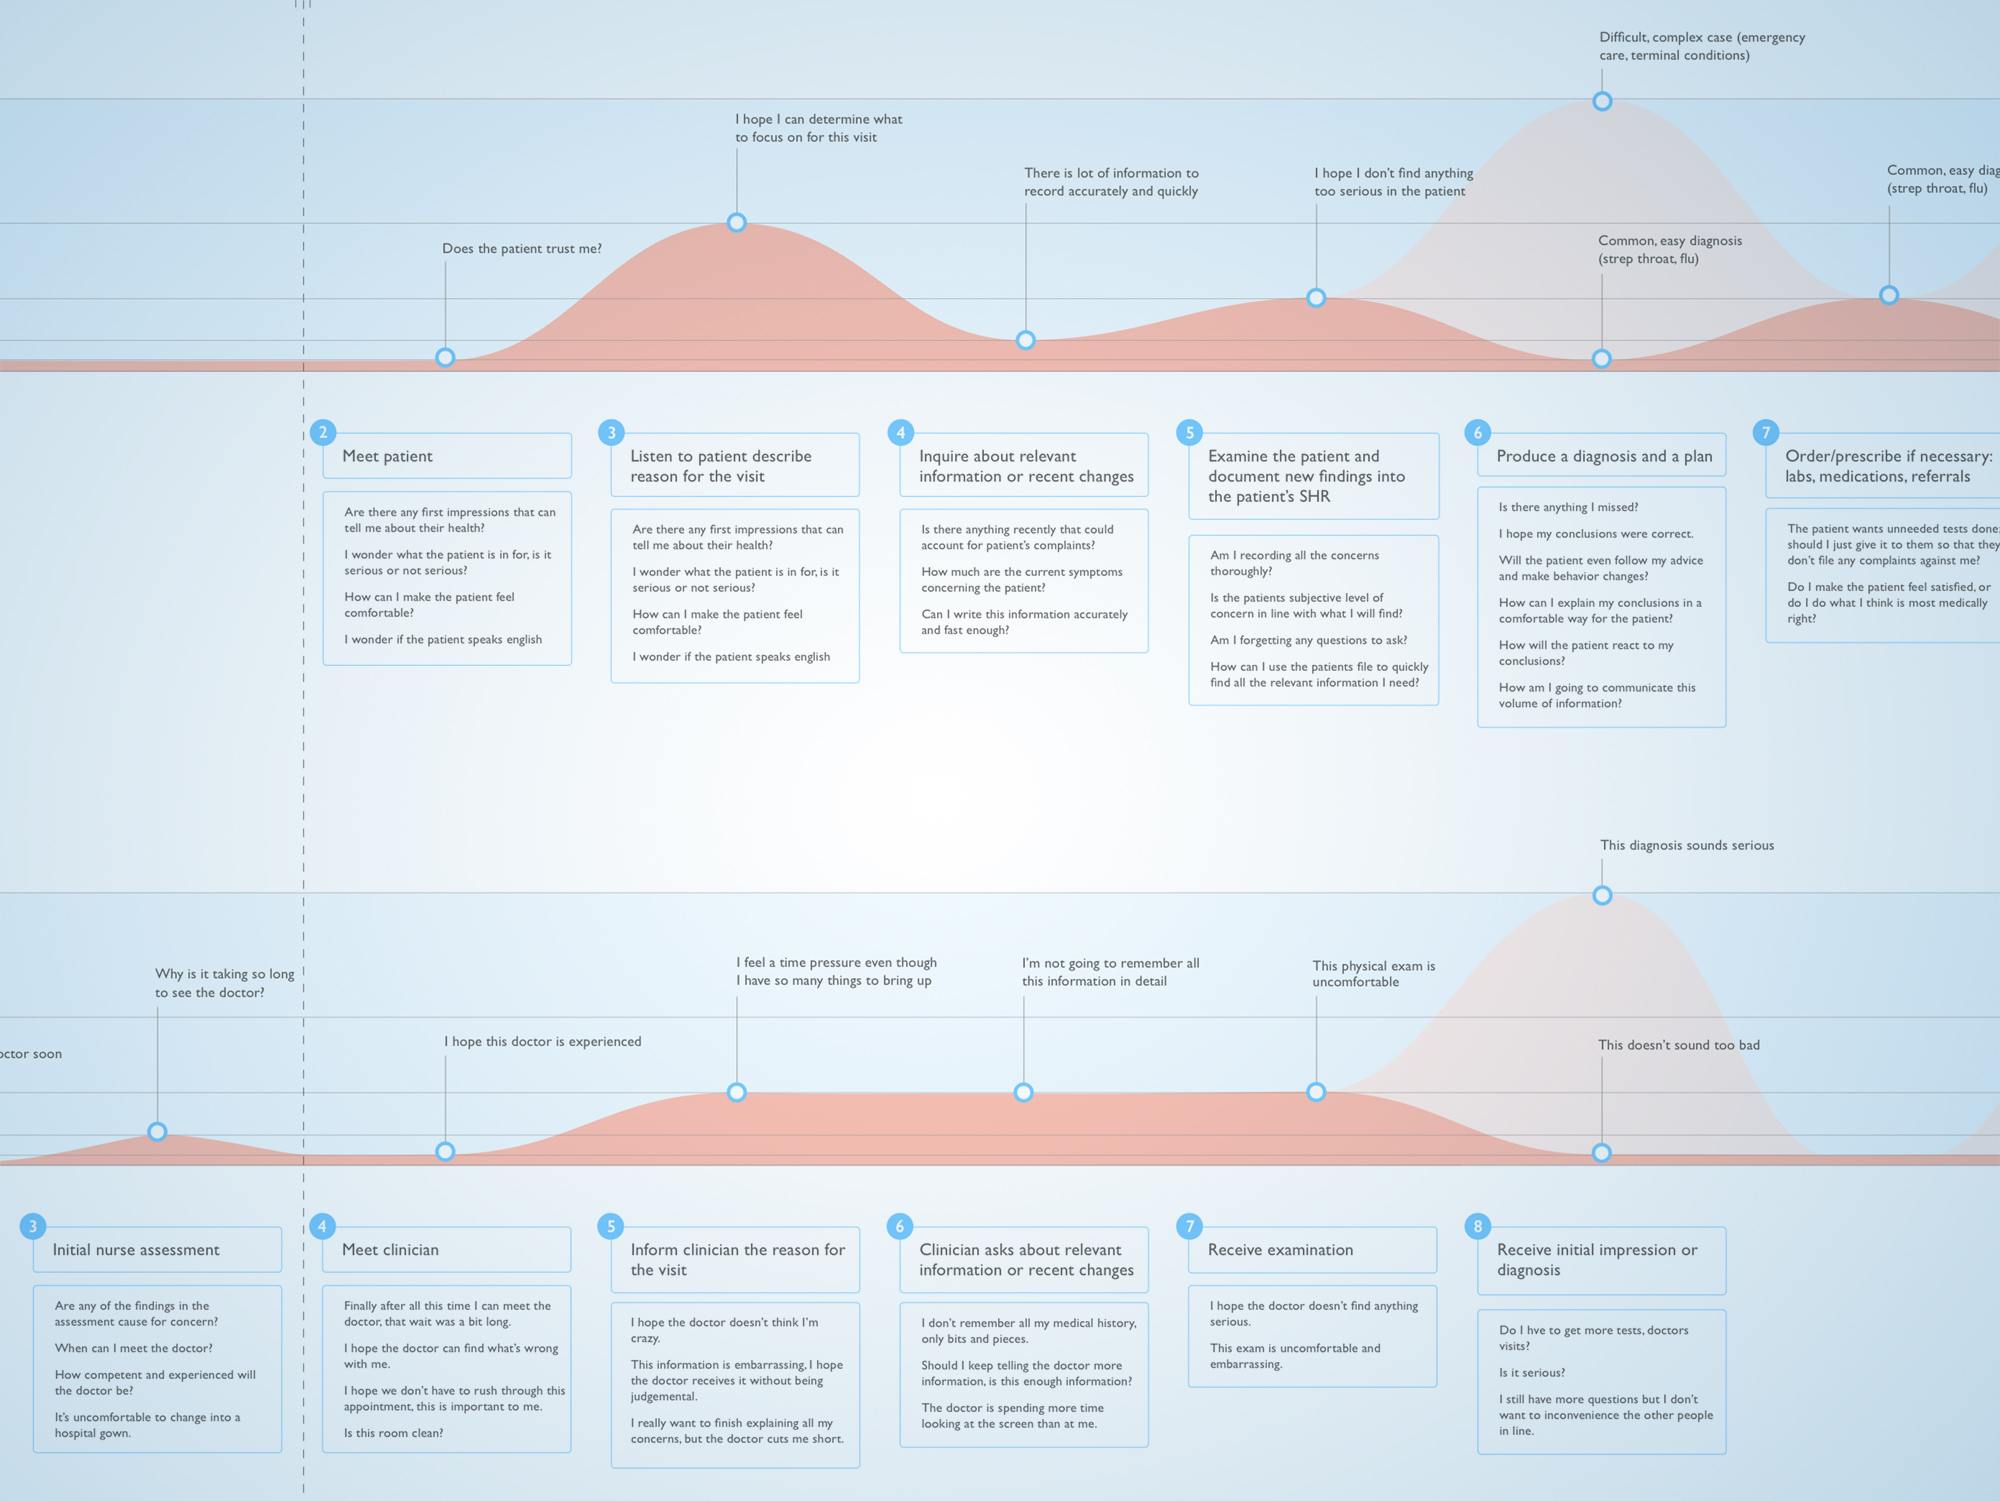 Difficult, complex case (emergency
care, terminal conditions)
I hope I can determine what
to focus on for this visit
There is lot of information to
record accurately and quickly
I hope I don't find anything
too serious in the patient
Common, easy
(strep throat, flu)
Does the patient trust me?
Common, easy diagnosis
(strep throat, flu)
2
Meet patient
Are there any first impressions that can
tell me about their health?
I wonder what the patient is in for, is it
serious or not serious?
How can I make the patient feel
comfortable?
I wonder if the patient speaks english
3
Listen to patient describe
reason for the visit
Are there any first impressions that can
tell me about their health?
I wonder what the patient is in for, is it
serious or not serious?
How can I make the patient feel
comfortable?
I wonder if the patient speaks english
4
Inquire about relevant
information or recent changes
Is there anything recently that could
account for patient's complaints?
How much are the current symptoms
concerning the patient?
Can I write this information accurately
and fast enough?
5
Examine the patient and
document new findings into
the patient's SHR
Am I recording all the concerns
thoroughly?
Is the patients subjective level of
concern in line with what I will find?
Am I forgetting any questions to ask?
How can I use the patients file to quickly
find all the relevant information I need?
6
Produce a diagnosis and a plan
Is there anything I missed?
I hope my conclusions were correct.
Will the patient even follow my advice
and make behavior changes?
How can I explain my conclusions in a
comfortable way for the patient?
How will the patient react to my
conclusions?
How am I going to communicate this
volume of information?
7
Order/prescribe if necessary:
labs, medications, referrals
The patient wants unneeded tests done;
should I just give it to them so that they
don't file any complaints against me?
Do I make the patient feel satisfied, or
do I do what I think is most medically
right?
This diagnosis sounds serious
Why is it taking so long
to see the doctor?
I feel a time pressure even though
I have so many things to bring up
I'm not going to remember all
this information in detail
This physical exam is
uncomfortable
soon
I hope this doctor is experienced
This doesn't sound too bad
3
Initial nurse assessment
Are any of the findings in the
assessment cause for concern?
When can I meet the doctor?
How competent and experienced will
the doctor be?
It's uncomfortable to change into a
hospital gown.
4
Meet clinician
Finally after all this time I can meet the
doctor, that wait was a bit long.
I hope the doctor can find what's wrong
with me.
I hope we don't have to rush through this
appointment, this is important to me.
Is this room clean?
5
Inform clinician the reason for
the visit
I hope the doctor doesn't think I'm
crazy.
This information is embarrassing, I hope
the doctor receives it without being
judgemental.
I really want to finish explaining all my
concerns, but the doctor cuts me short.
6
Clinician asks about relevant
information or recent changes
I don't remember all my medical history,
only bits and pieces.
Should I keep telling the doctor more
information, is this enough information?
The doctor is spending more time
looking at the screen than at me.
7
Receive examination
I hope the doctor doesn't find anything
serious.
This exam is uncomfortable and
embarrassing.
8
Receive initial impression or
diagnosis
Do I hve to get more tests, doctors
visits?
Is it serious?
I still have more questions but I don't
want to inconvenience the other people
in line.